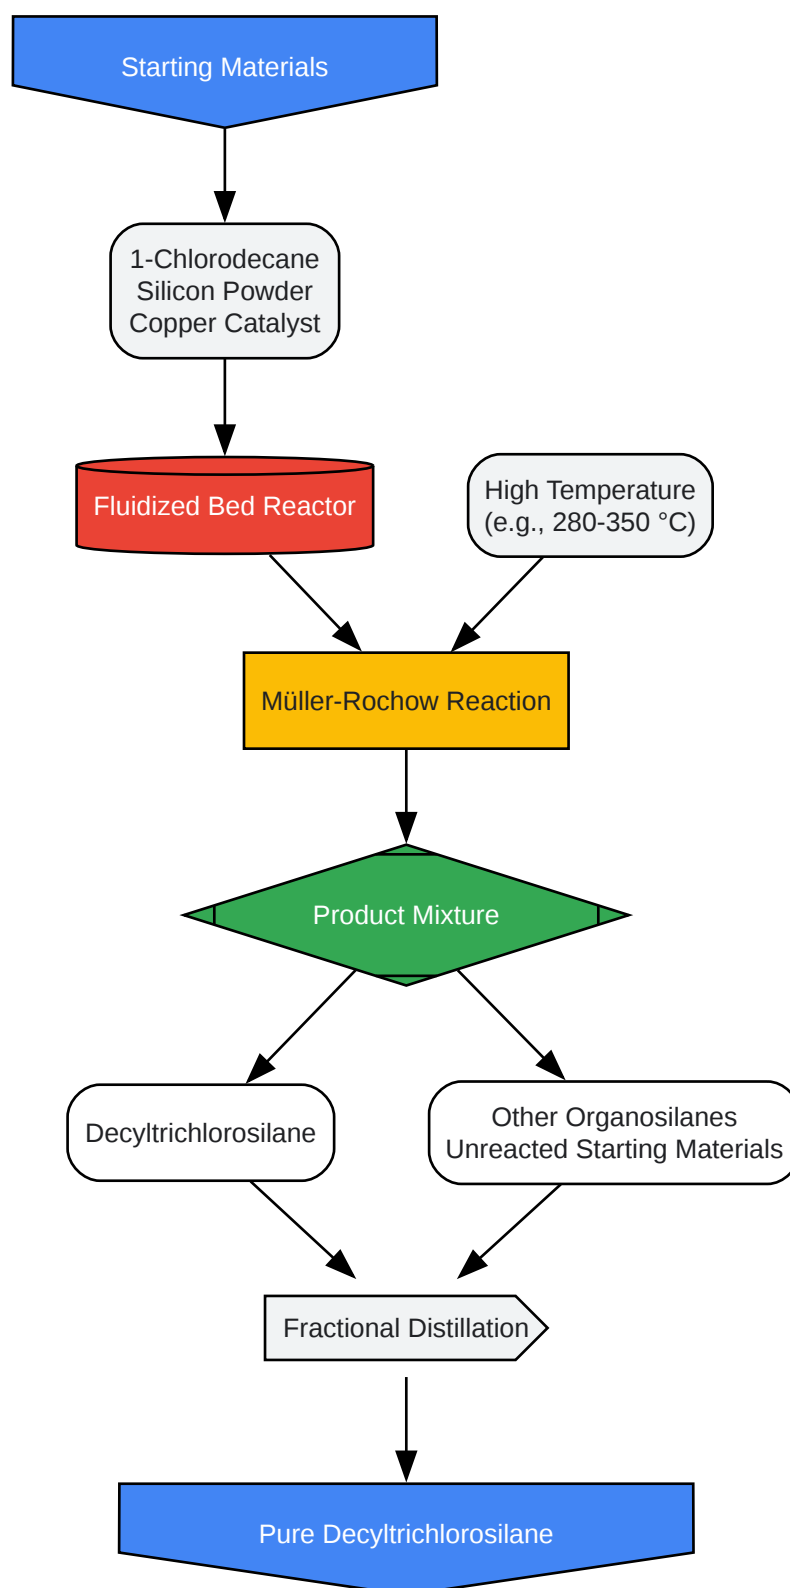 Starting Materials
1-Chlorodecane
Silicon Powder
Copper Catalyst
Fluidized Bed Reactor
High Temperature
(e.g., 280-350 °C)
Müller-Rochow Reaction
Product Mixture
Decyltrichlorosilane
Other Organosilanes
Unreacted Starting Materials
Fractional Distillation
Pure Decyltrichlorosilane